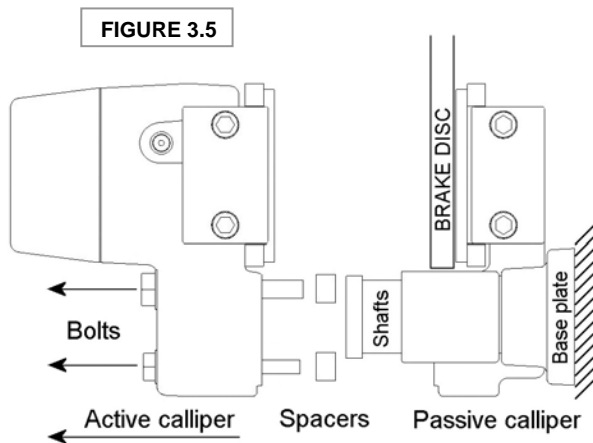 FIGURE 3.5
BRAKE DISC
Shafts
Base plate
Bolts
Active calliper
Spacers
Passive calliper